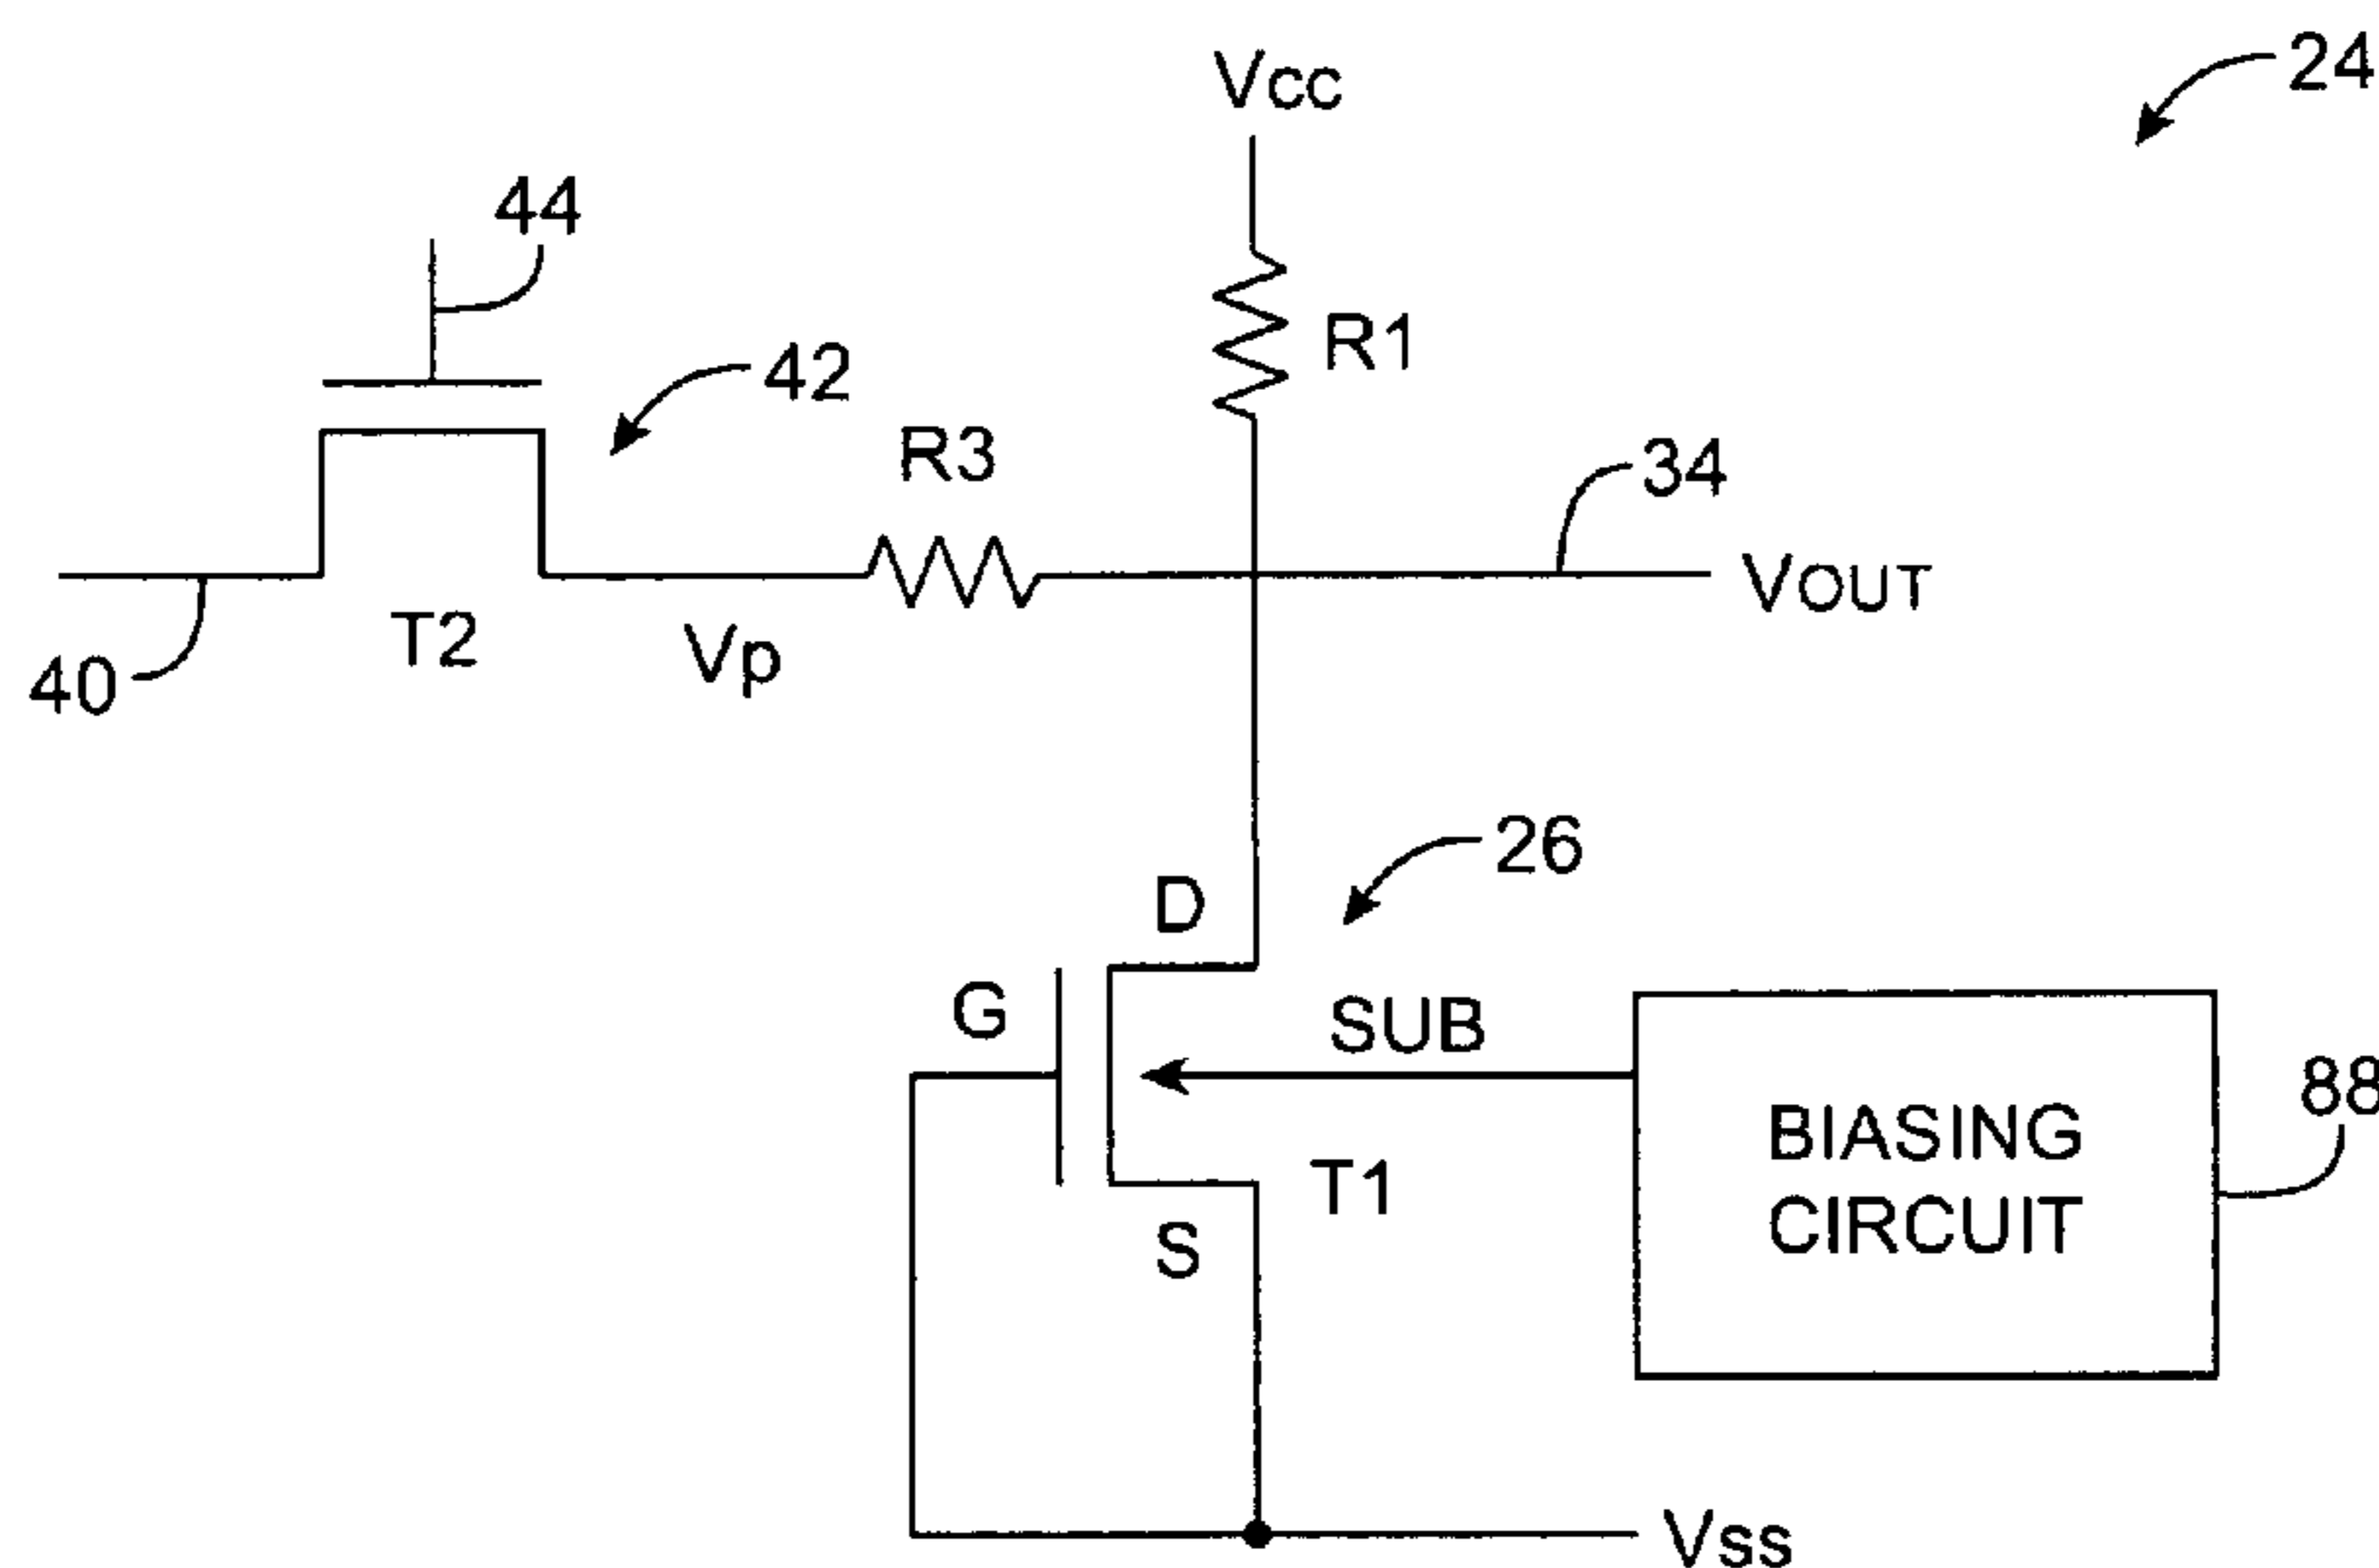 24
Vcc
44
R1
42
R3
34
VOUT
T2
Vp
40
26
D
G
SUB
88
BIASING
CIRCUIT
T1
S
Vss